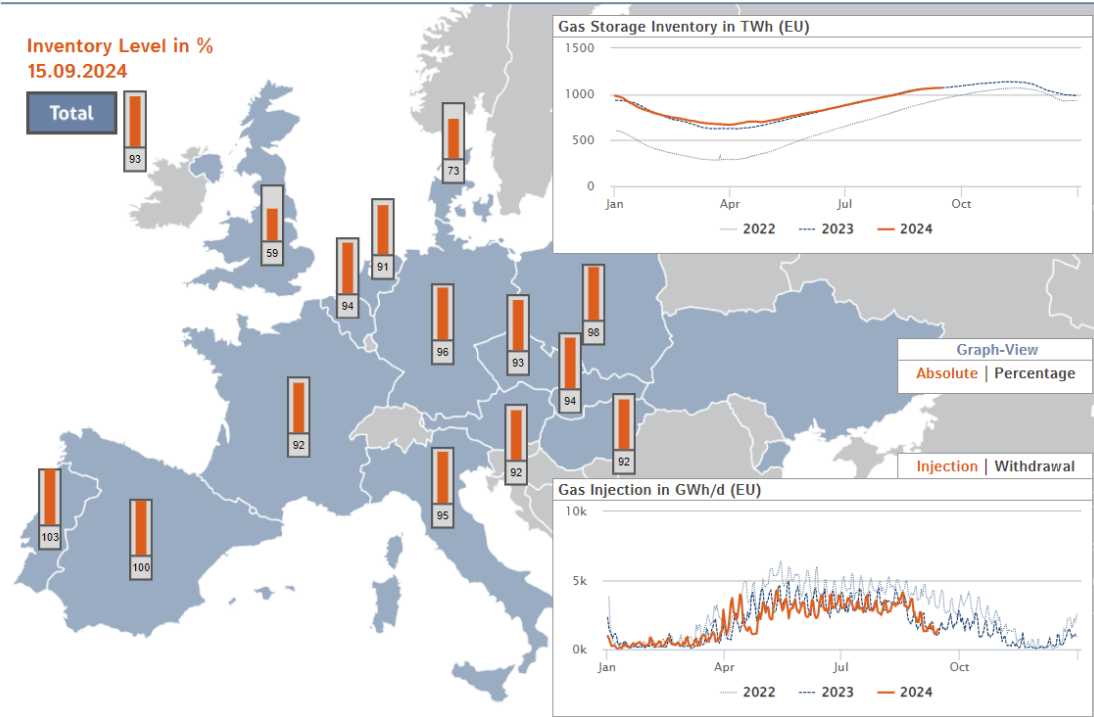 Inventory Level in %
15.09.2024
Total
93
73
59
91
94
96
93
98
94
92
92
92
95
103
100
Gas Storage Inventory in TWh (EU)
1500
1000
500
0
Jan Apr Jul Oct
2022 2023 2024
Graph-View
Absolute | Percentage
Injection | Withdrawal
Gas Injection in GWh/d (EU)
10k
5k
0k
Jan Apr Jul Oct
2022 2023 2024